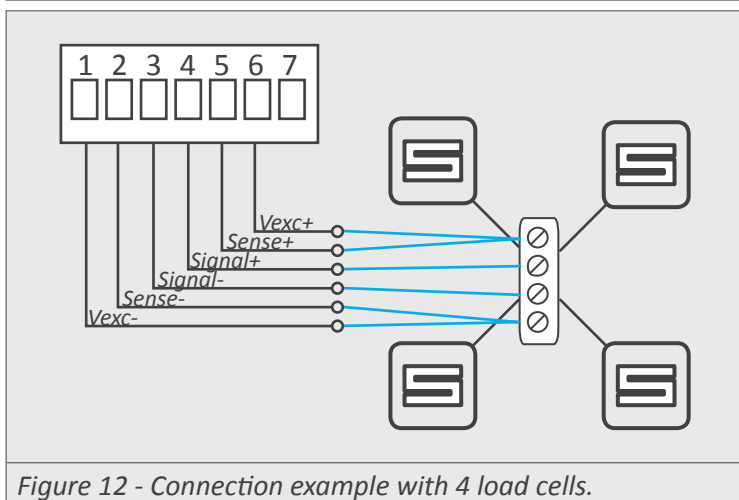 1 2 3 4 5 6 7
Vexc+
Sense+
Signal+
Signal-
Sense-
Vexc-
Figure 12 - Connection example with 4 load cells.